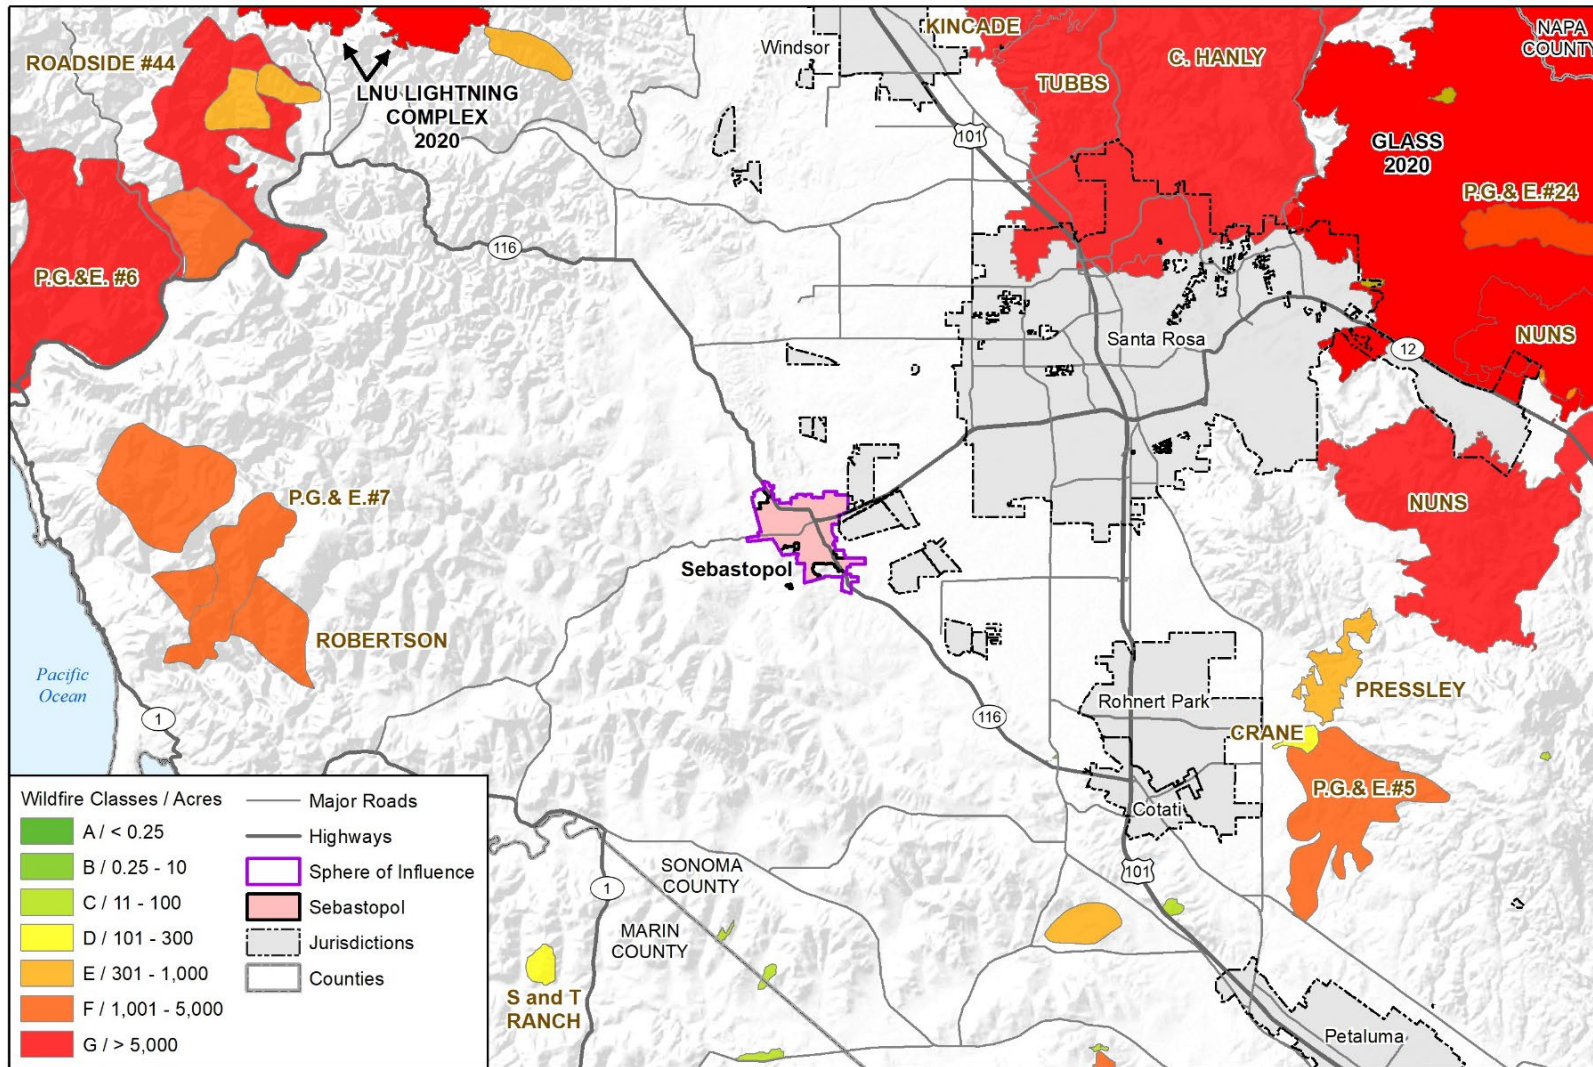 KINCADE
Windsor
NAPA
COUNTY
ROADSIDE #44
C. HANLY
TUBBS
LNU LIGHTNING
COMPLEX
2020
101
GLASS
2020
P.G.& E.#24
116
P.G.&E. #6
Santa Rosa
NUNS
12
P.G.& E.#7
NUNS
Sebastopol
ROBERTSON
Pacific
Ocean
1
PRESSLEY
Rohnert Park
116
CRANE
P.G.& E.#5
Cotati
101
SONOMA
COUNTY
1
MARIN
COUNTY
S and T
RANCH
Petaluma
Wildfire Classes / Acres
A / < 0.25
B / 0.25 - 10
C / 11 - 100
D / 101 - 300
E / 301 - 1,000
F / 1,001 - 5,000
G / > 5,000
Major Roads
Highways
Sphere of Influence
Sebastopol
Jurisdictions
Counties